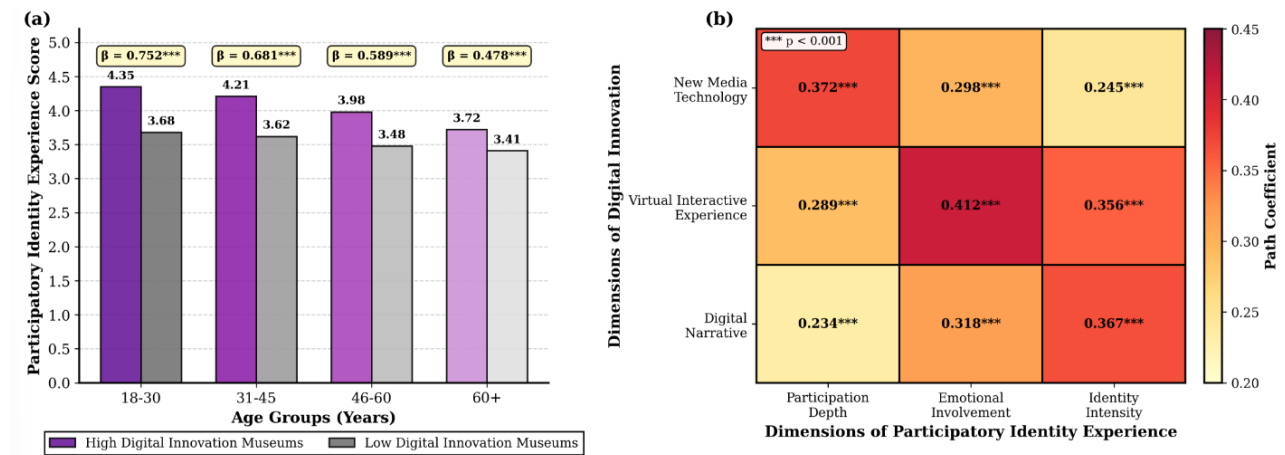 (a)
β = 0.752***
β = 0.681***
β = 0.589***
β = 0.478***
Participatory Identity Experience Score
5.0
4.5
4.0
3.5
3.0
2.5
2.0
1.5
1.0
0.5
0.0
4.35
3.68
4.21
3.62
3.98
3.48
3.72
3.41
18-30
31-45
46-60
60+
Age Groups (Years)
High Digital Innovation Museums
Low Digital Innovation Museums
(b)
*** p < 0.001
Dimensions of Digital Innovation
New Media
Technology
0.372***
0.298***
0.245***
Virtual Interactive
Experience
0.289***
0.412***
0.356***
Digital
Narrative
0.234***
0.318***
0.367***
Participation
Depth
Emotional
Involvement
Identity
Intensity
Dimensions of Participatory Identity Experience
0.45
0.40
0.35
0.30
0.25
0.20
Path Coefficient